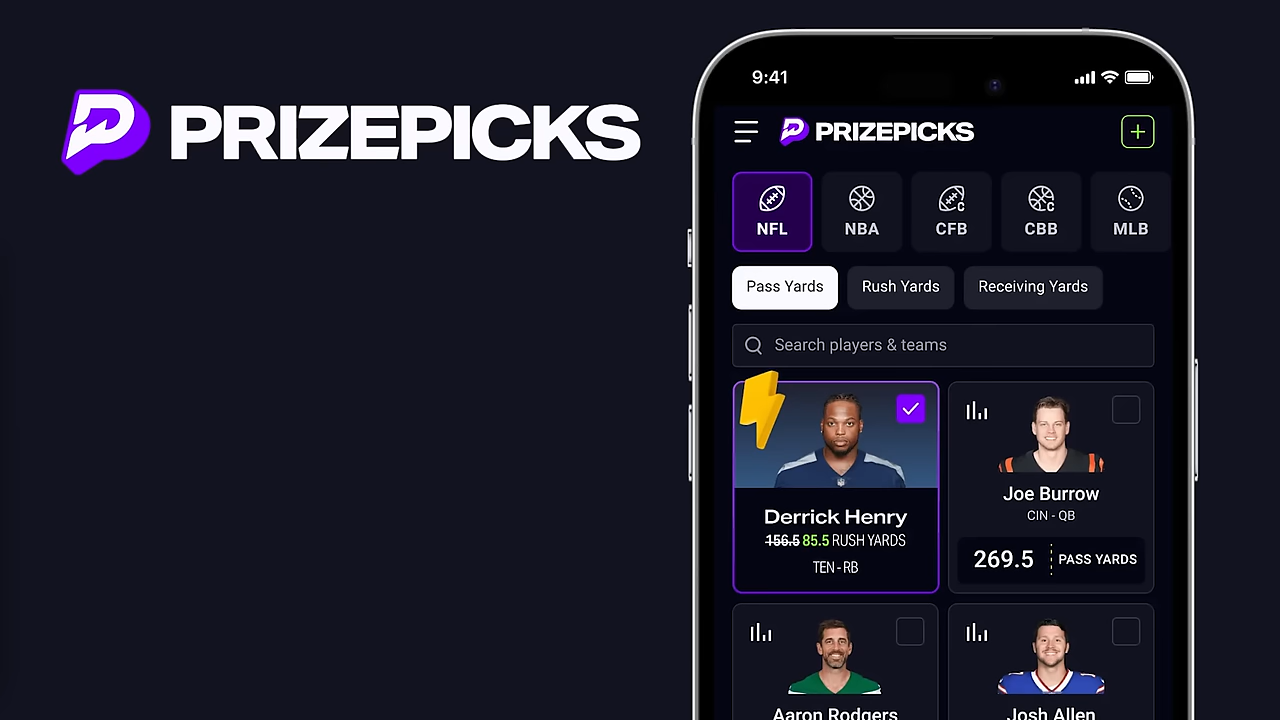 PRIZEPICKS
9:41
PRIZEPICKS
NFL
NBA
CFB
CBB
MLB
Pass Yards
Rush Yards
Receiving Yards
Search players & teams
Derrick Henry
156.5 85.5 RUSH YARDS
TEN - RB
Joe Burrow
CIN - QB
269.5 PASS YARDS
Aaron Rodgers
Josh Allen